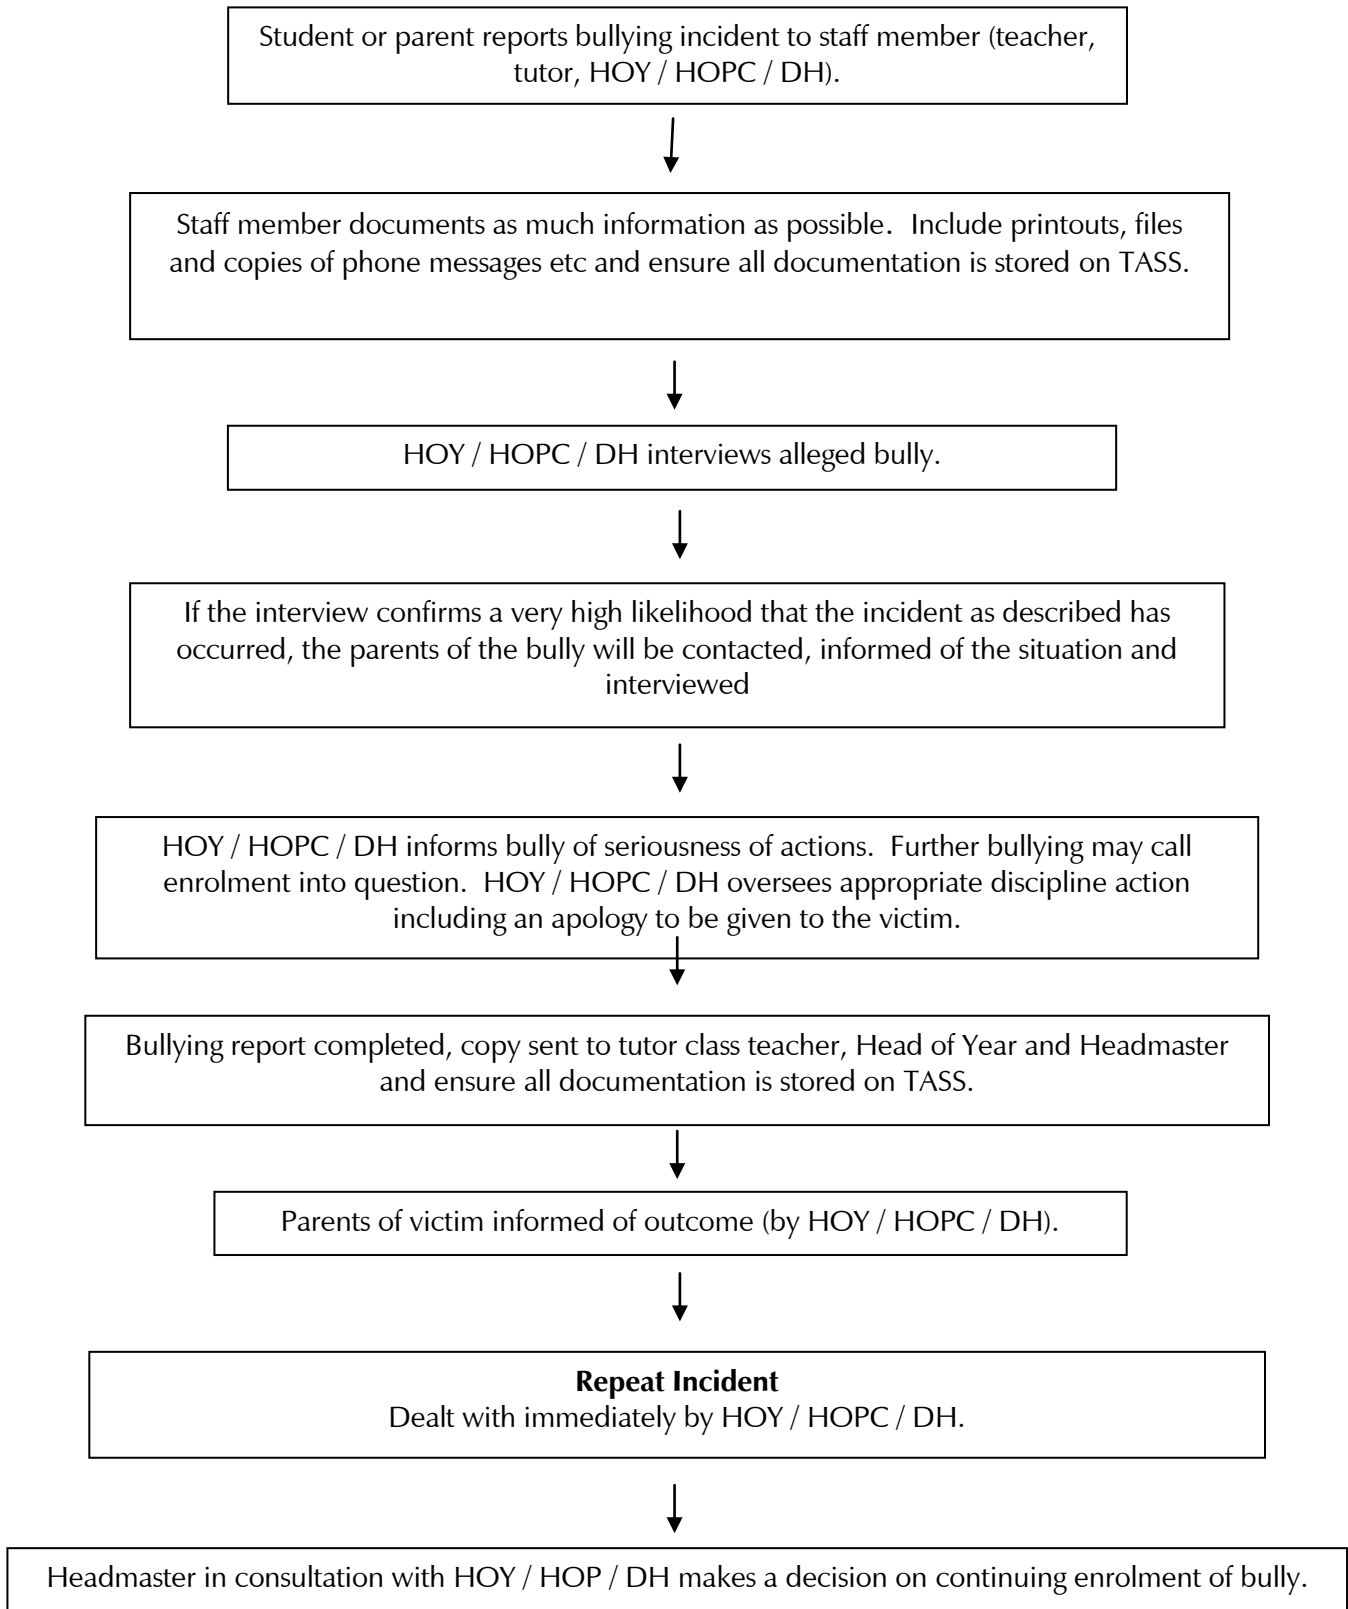 Student or parent reports bullying incident to staff member (teacher,
tutor, HOY / HOPC / DH).
Staff member documents as much information as possible.  Include printouts, files
and copies of phone messages etc and ensure all documentation is stored on TASS.
HOY / HOPC / DH interviews alleged bully.
If the interview confirms a very high likelihood that the incident as described has
occurred, the parents of the bully will be contacted, informed of the situation and
interviewed
HOY / HOPC / DH informs bully of seriousness of actions.  Further bullying may call
enrolment into question.  HOY / HOPC / DH oversees appropriate discipline action
including an apology to be given to the victim.
Bullying report completed, copy sent to tutor class teacher, Head of Year and Headmaster
and ensure all documentation is stored on TASS.
Parents of victim informed of outcome (by HOY / HOPC / DH).
Repeat Incident
Dealt with immediately by HOY / HOPC / DH.
Headmaster in consultation with HOY / HOP / DH makes a decision on continuing enrolment of bully.